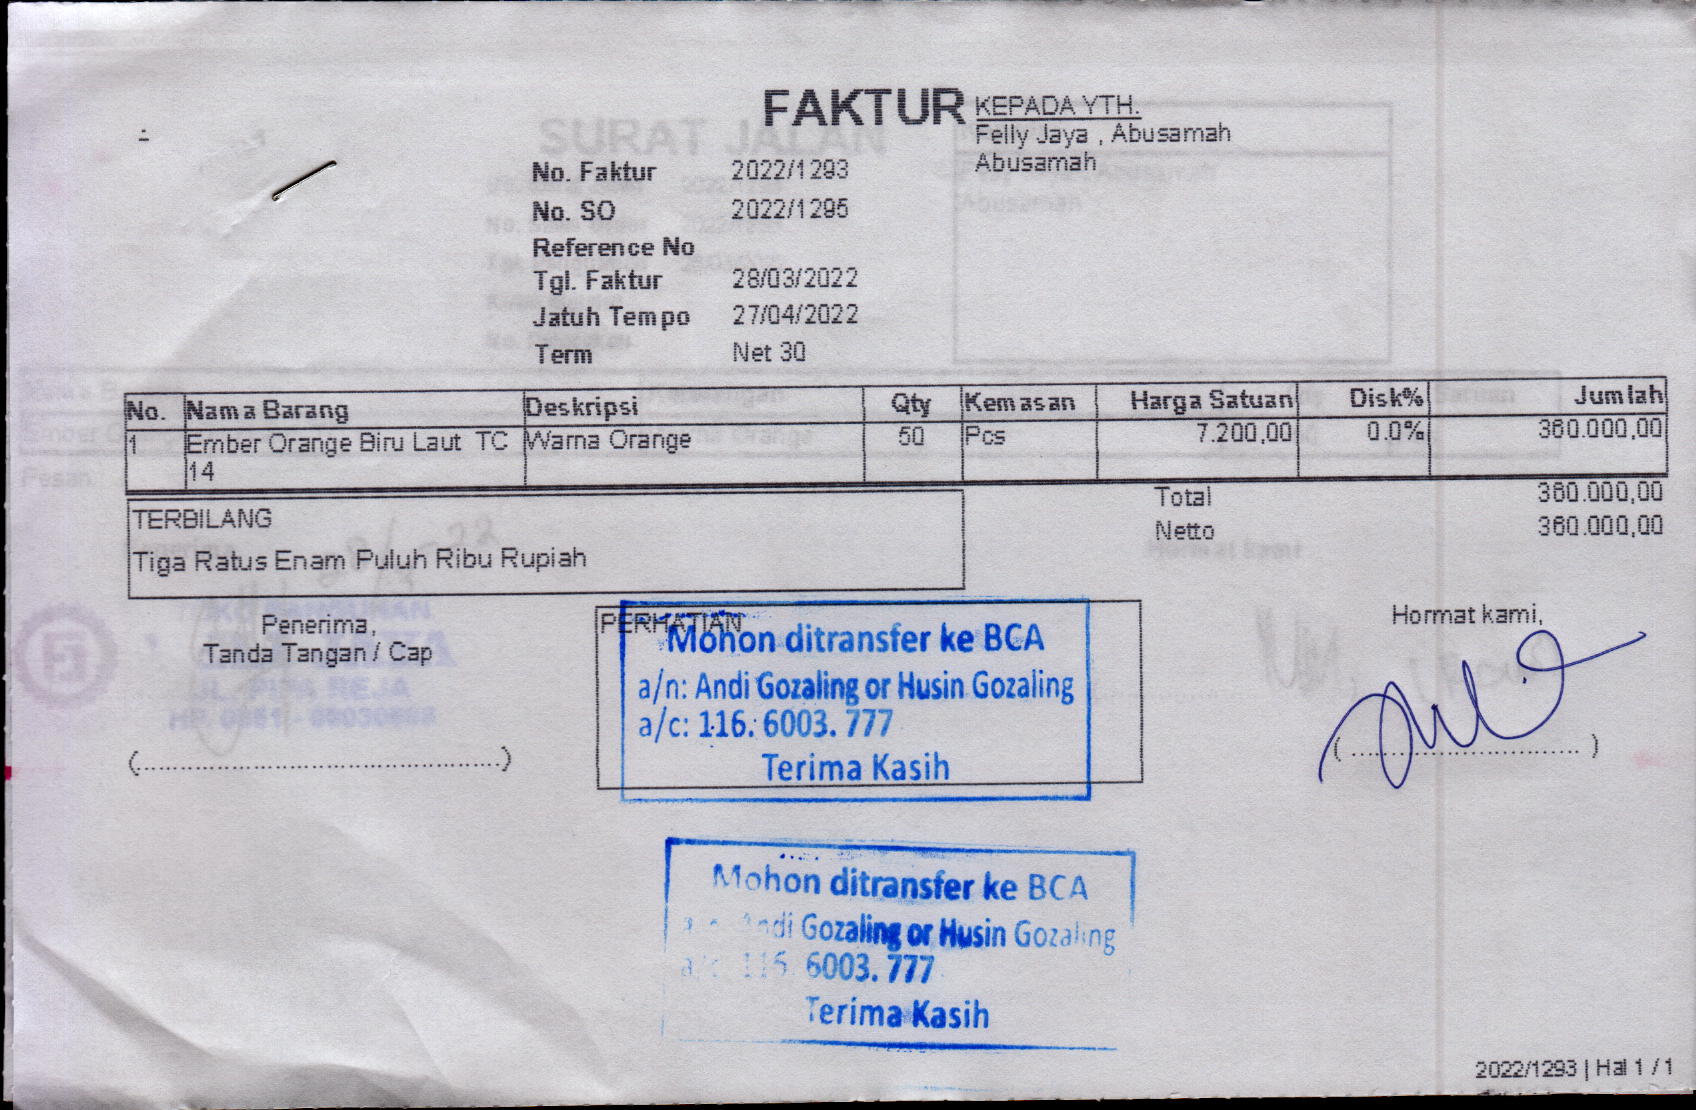 FAKTUR
KEPADA YTH.
Felly Jaya , Abusamah
Abusamah
No. Faktur 2022/1293
No. SO 2022/1295
Reference No
Tgl. Faktur 28/03/2022
Jatuh Tempo 27/04/2022
Term Net 30
No. Nama Barang Deskripsi Qty Kemasan Harga Satuan Disk% Jumlah
1 Ember Orange Biru Laut TC Warna Orange 50 Pcs 7.200,00 0.0% 360.000,00
14
Total 360.000,00
Netto 360.000,00
TERBILANG
Tiga Ratus Enam Puluh Ribu Rupiah
Penerima,
Tanda Tangan / Cap
(...............................................)
PERHATIAN
Mohon ditransfer ke BCA
a/n: Andi Gozaling or Husin Gozaling
a/c: 116. 6003. 777
Terima Kasih
Hormat kami,
( ............................. )
Mohon ditransfer ke BCA
Andi Gozaling or Husin Gozaling
a/c: 116. 6003. 777
Terima Kasih
2022/1293 | Hal 1 / 1
SURAT JALAN